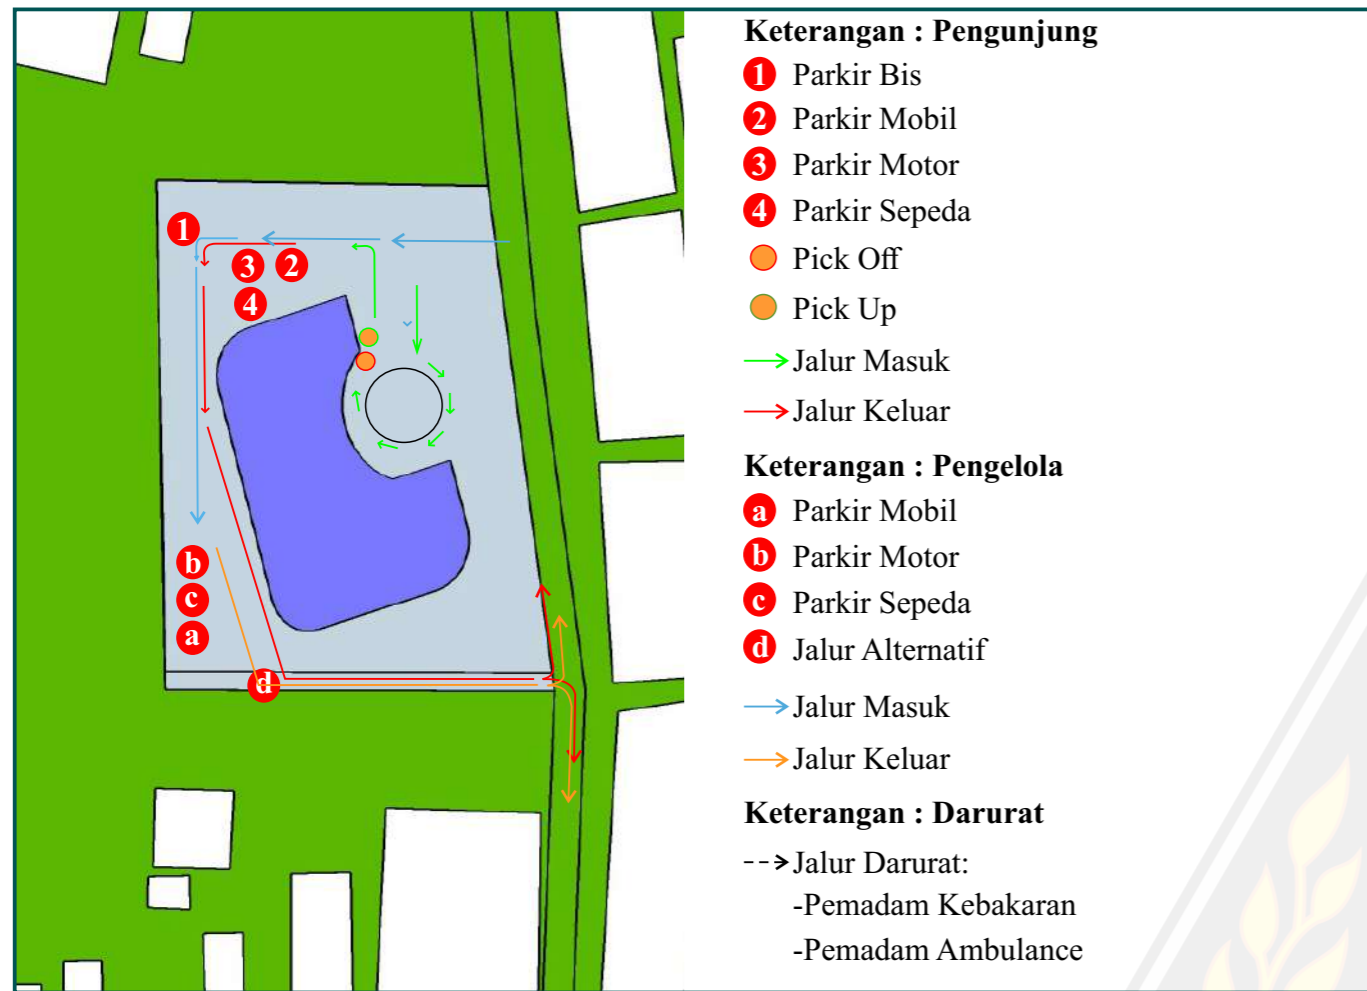 Keterangan : Pengunjung
1 Parkir Bis
2 Parkir Mobil
3 Parkir Motor
4 Parkir Sepeda
Pick Off
Pick Up
Jalur Masuk
Jalur Keluar
Keterangan : Pengelola
a Parkir Mobil
b Parkir Motor
c Parkir Sepeda
d Jalur Alternatif
Jalur Masuk
Jalur Keluar
Keterangan : Darurat
Jalur Darurat:
-Pemadam Kebakaran
-Pemadam Ambulance
1
3 2
4
b
c
a
d